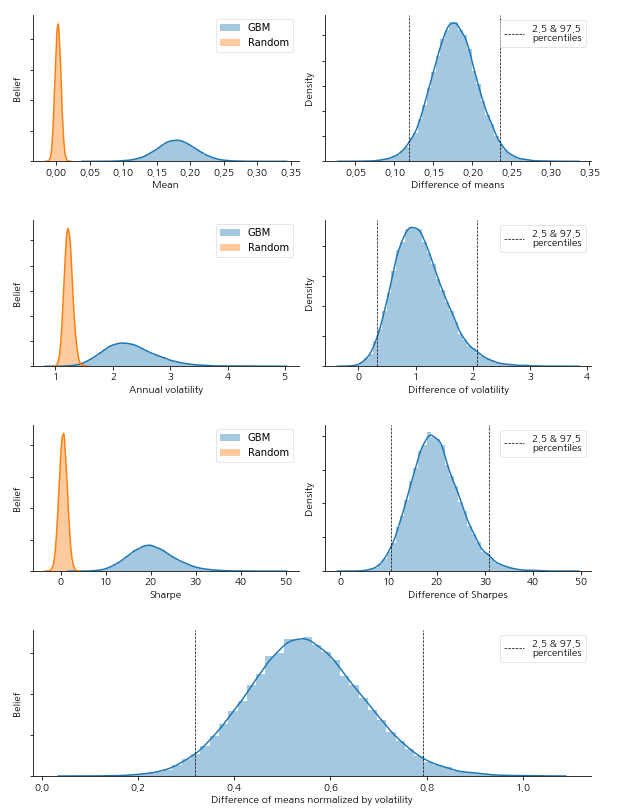 Belief
GBM
Random
0,00 0,05 0,10 0,15 0,20 0,25 0,30 0,35
Mean
Density
2,5 & 97,5
percentiles
0,05 0,10 0,15 0,20 0,25 0,30 0,35
Difference of means
Belief
GBM
Random
1 2 3 4 5
Annual volatility
Density
2,5 & 97,5
percentiles
0 1 2 3 4
Difference of volatility
Belief
GBM
Random
0 10 20 30 40 50
Sharpe
Density
2,5 & 97,5
percentiles
0 10 20 30 40 50
Difference of Sharpes
Belief
2,5 & 97,5
percentiles
0,0 0,2 0,4 0,6 0,8 1,0
Difference of means normalized by volatility